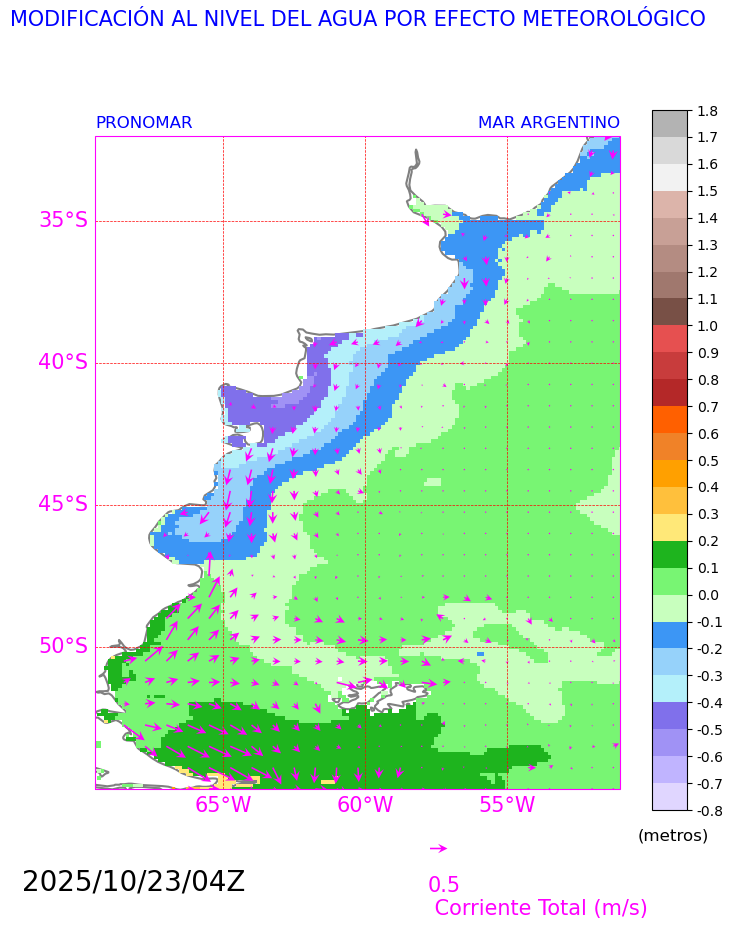 MODIFICACIÓN AL NIVEL DEL AGUA POR EFECTO METEOROLÓGICO
PRONOMAR
MAR ARGENTINO
35°S
40°S
45°S
50°S
65°W
60°W
55°W
1.8
1.7
1.6
1.5
1.4
1.3
1.2
1.1
1.0
0.9
0.8
0.7
0.6
0.5
0.4
0.3
0.2
0.1
0.0
-0.1
-0.2
-0.3
-0.4
-0.5
-0.6
-0.7
-0.8
(metros)
2025/10/23/04Z
0.5
Corriente Total (m/s)